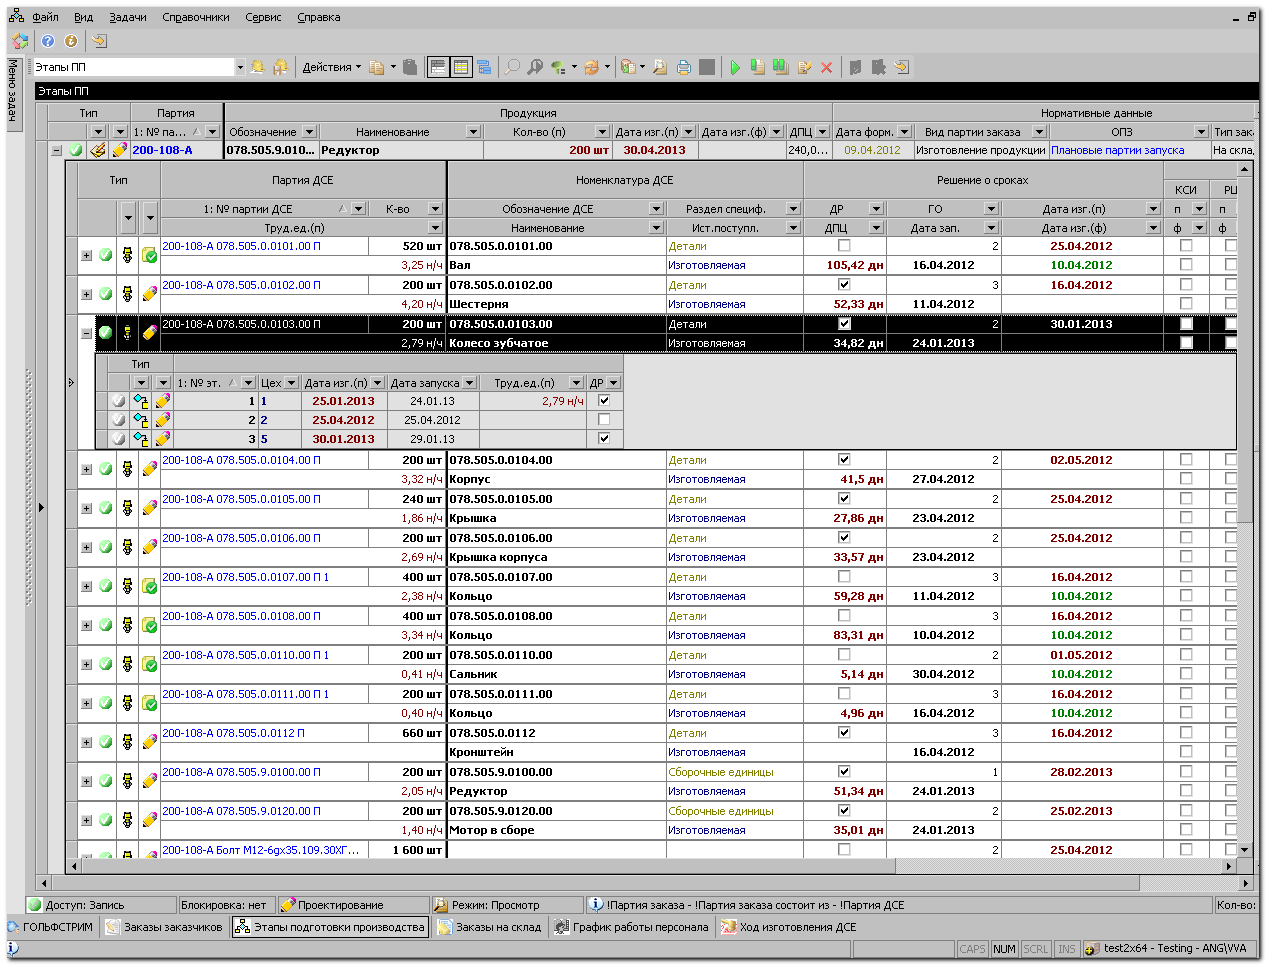 Файл Вид Задачи Справочники Сервис Справка
Меню задач
Этапы ПП Действия
Этапы ПП
Тип Партия Продукция Нормативные данные
1: № па... Обозначение Наименование Кол-во (п) Дата изг.(п) Дата изг.(ф) ДПЦ Дата форм. Вид партии заказа ОПЗ Тип зака
200-108-А 078.505.9.010... Редуктор 200 шт 30.04.2013 240,0... 09.04.2012 Изготовление продукции Плановые партии запуска На скла
Тип Партия ДСЕ Номенклатура ДСЕ Решение о сроках
КСИ РЦ
1: № партии ДСЕ К-во Обозначение ДСЕ Раздел специф. ДР ГО Дата изг.(п) п п
Труд.ед.(п) Наименование Ист.поступл. ДПЦ Дата зап. Дата изг.(ф) ф ф
200-108-А 078.505.0.0101.00 П 520 шт 078.505.0.0101.00 Детали 2 25.04.2012
3,25 н/ч Вал Изготовляемая 105,42 дн 16.04.2012 10.04.2012
200-108-А 078.505.0.0102.00 П 200 шт 078.505.0.0102.00 Детали 3 16.04.2012
4,20 н/ч Шестерня Изготовляемая 52,33 дн 11.04.2012
200-108-А 078.505.0.0103.00 П 200 шт 078.505.0.0103.00 Детали 2 30.01.2013
2,79 н/ч Колесо зубчатое Изготовляемая 34,82 дн 24.01.2013
Тип
1: № эт. Цех Дата изг.(п) Дата запуска Труд.ед.(п) ДР
1 1 25.01.2013 24.01.13 2,79 н/ч
2 2 25.04.2012 25.04.2012
3 5 30.01.2013 29.01.13
200-108-А 078.505.0.0104.00 П 200 шт 078.505.0.0104.00 Детали 2 02.05.2012
3,32 н/ч Корпус Изготовляемая 41,5 дн 27.04.2012
200-108-А 078.505.0.0105.00 П 240 шт 078.505.0.0105.00 Детали 2 25.04.2012
1,86 н/ч Крышка Изготовляемая 27,86 дн 23.04.2012
200-108-А 078.505.0.0106.00 П 200 шт 078.505.0.0106.00 Детали 2 25.04.2012
2,69 н/ч Крышка корпуса Изготовляемая 33,57 дн 23.04.2012
200-108-А 078.505.0.0107.00 П 1 400 шт 078.505.0.0107.00 Детали 3 16.04.2012
2,38 н/ч Кольцо Изготовляемая 59,28 дн 11.04.2012 10.04.2012
200-108-А 078.505.0.0108.00 П 400 шт 078.505.0.0108.00 Детали 3 16.04.2012
3,34 н/ч Кольцо Изготовляемая 83,31 дн 10.04.2012 10.04.2012
200-108-А 078.505.0.0110.00 П 1 200 шт 078.505.0.0110.00 Детали 2 01.05.2012
0,41 н/ч Сальник Изготовляемая 5,14 дн 30.04.2012 10.04.2012
200-108-А 078.505.0.0111.00 П 1 200 шт 078.505.0.0111.00 Детали 3 16.04.2012
0,40 н/ч Кольцо Изготовляемая 4,96 дн 16.04.2012 10.04.2012
200-108-А 078.505.0.0112 П 660 шт 078.505.0.0112 Детали 3 16.04.2012
Кронштейн Изготовляемая 16.04.2012
200-108-А 078.505.9.0100.00 П 200 шт 078.505.9.0100.00 Сборочные единицы 1 28.02.2013
2,05 н/ч Редуктор Изготовляемая 51,34 дн 24.01.2013
200-108-А 078.505.9.0120.00 П 200 шт 078.505.9.0120.00 Сборочные единицы 2 25.02.2013
1,40 н/ч Мотор в сборе Изготовляемая 35,01 дн 24.01.2013
200-108-А Болт М12-6gх35.109.30ХГ... 1 600 шт 2 25.04.2012
Доступ: Запись Блокировка: нет Проектирование Режим: Просмотр !Партия заказа - !Партия заказа состоит из - !Партия ДСЕ Кол-во:
ГОЛЬФСТРИМ Заказы заказчиков Этапы подготовки производства Заказы на склад График работы персонала Ход изготовления ДСЕ
CAPS NUM SCRL INS test2x64 - Testing - ANG\VVA